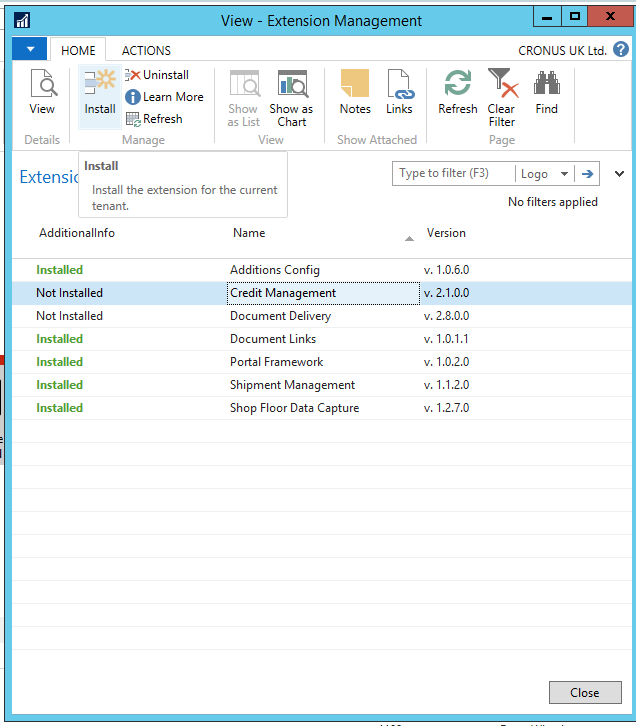 View - Extension Management
HOME
ACTIONS
CRONUS UK Ltd.
View
Install
Uninstall
Learn More
Refresh
Show as List
Show as Chart
Notes
Links
Refresh
Clear Filter
Find
Details
Manage
View
Show Attached
Page
Install
Install the extension for the current
tenant.
Extensio
Type to filter (F3)
Logo
No filters applied
AdditionalInfo Name Version
Installed Additions Config v. 1.0.6.0
Not Installed Credit Management v. 2.1.0.0
Not Installed Document Delivery v. 2.8.0.0
Installed Document Links v. 1.0.1.1
Installed Portal Framework v. 1.0.2.0
Installed Shipment Management v. 1.1.2.0
Installed Shop Floor Data Capture v. 1.2.7.0
Close